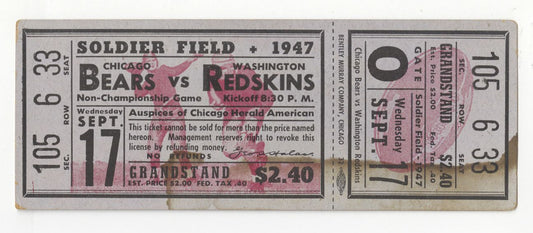 SOLDIER FIELD • 1947
CHICAGO WASHINGTON
BEARS VS REDSKINS
Non-Championship Game Kickoff 8:30 P. M.
Wednesday
SEPT.
17
Auspices of Chicago Herald American
This ticket cannot be sold for more than the price named
hereon. Management reserves right to revoke this
license by refunding money.
NO REFUNDS
GRANDSTAND
EST. PRICE $2.00 FED. TAX .40
$2.40
105 6 33
SEC. ROW SEAT
BENTLEY MURRAY COMPANY, CHICAGO
Chicago Bears vs Washington Redskins
SEPT. 17
Wednesday
GATE O
Soldier Field - 1947
Est. Price $2.00 Fed. Tax .40
GRANDSTAND
$2.40
SEC. ROW SEAT
105 6 33